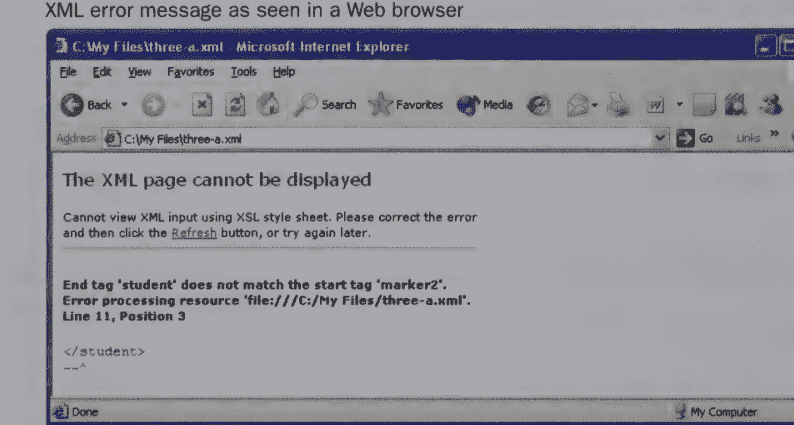 XML error message as seen in a Web browser
C:\My Files\three-a.xml - Microsoft Internet Explorer
File Edit View Favorites Tools Help
Back Search Favorites Media
Address C:\My Files\three-a.xml Go Links »
The XML page cannot be displayed
Cannot view XML input using XSL style sheet. Please correct the error
and then click the Refresh button, or try again later.
End tag 'student' does not match the start tag 'marker2'.
Error processing resource 'file:///C:/My Files/three-a.xml'.
Line 11, Position 3
</student>
--^
Done My Computer